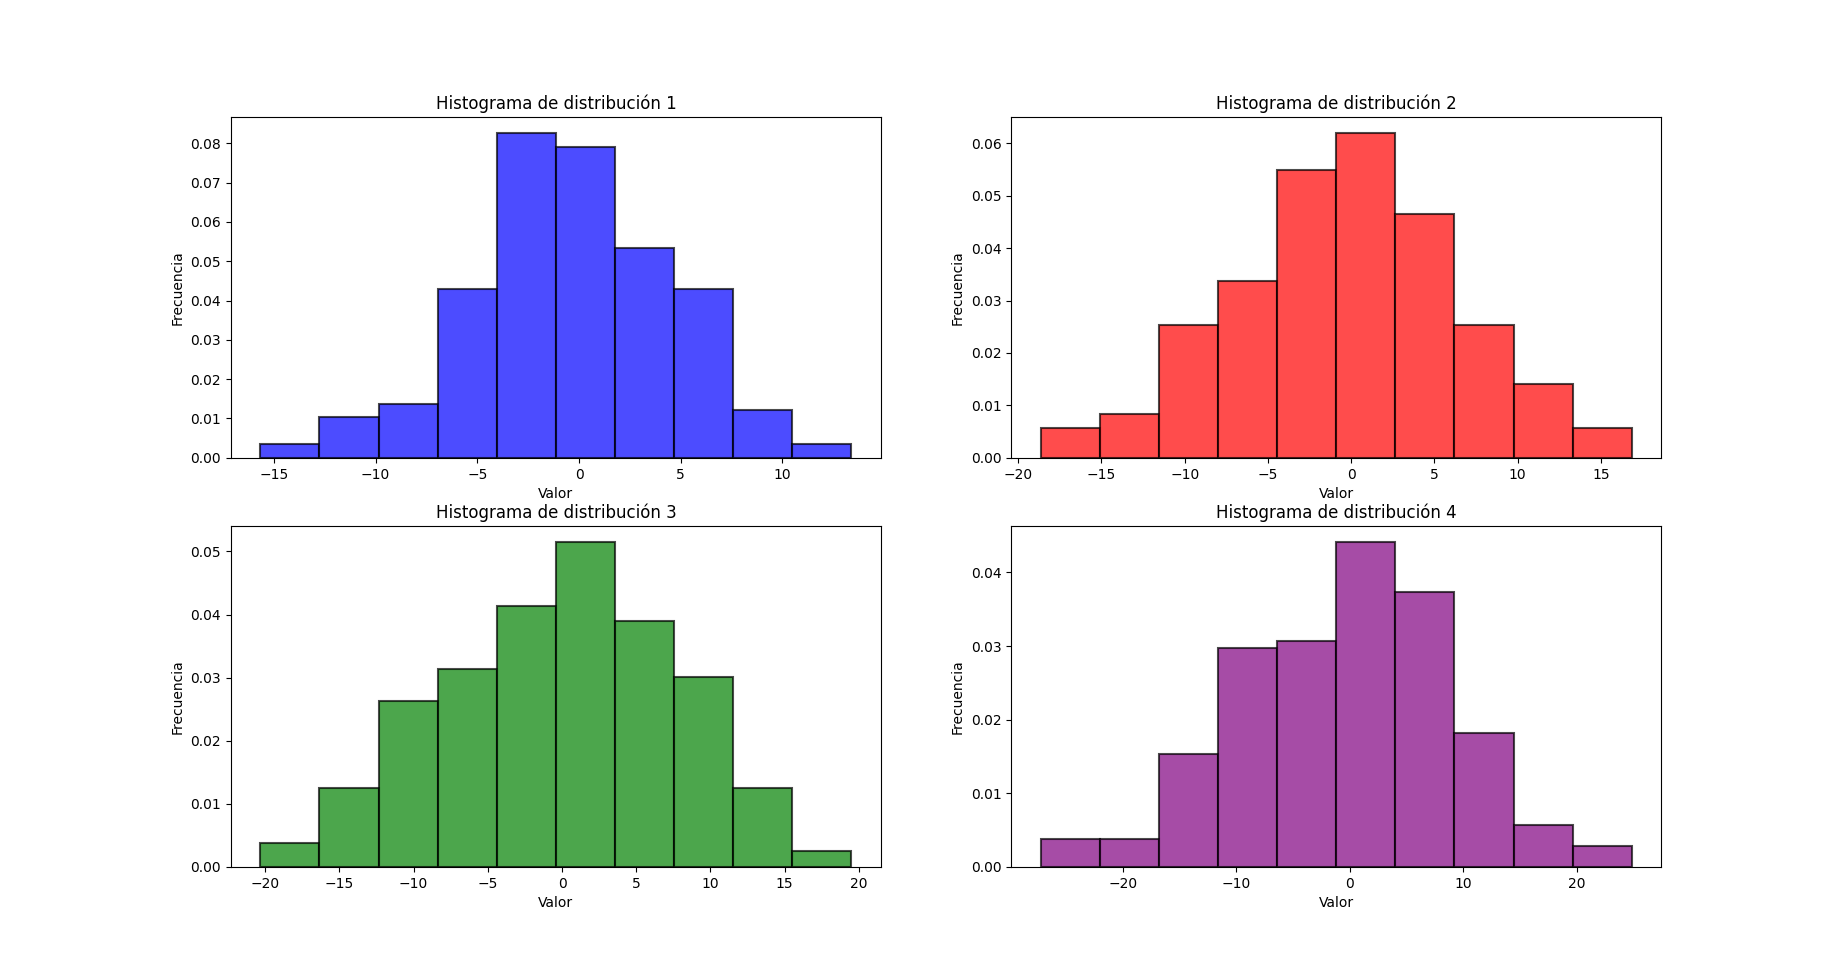 Histograma de distribución 1
0.08
0.07
0.06
0.05
0.04
0.03
0.02
0.01
0.00
Frecuencia
−15 −10 −5 0 5 10
Valor
Histograma de distribución 2
0.06
0.05
0.04
0.03
0.02
0.01
0.00
Frecuencia
−20 −15 −10 −5 0 5 10 15
Valor
Histograma de distribución 3
0.05
0.04
0.03
0.02
0.01
0.00
Frecuencia
−20 −15 −10 −5 0 5 10 15 20
Valor
Histograma de distribución 4
0.04
0.03
0.02
0.01
0.00
Frecuencia
−20 −10 0 10 20
Valor